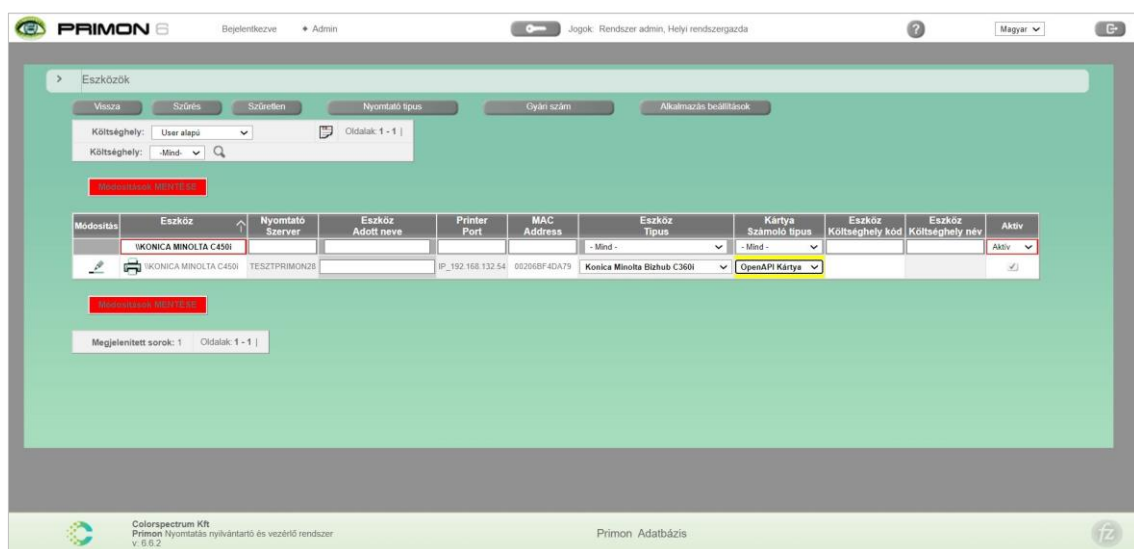 PRIMON 6 Bejelentkezve Admin Jogok: Rendszer admin, Helyi rendszergazda ? Magyar
> Eszközök
Vissza Szűrés Szűretlen Nyomtató típus Gyári szám Alkalmazás beállítások
Költséghely: User alapú Oldalak: 1 - 1 |
Költséghely: -Mind-
Módosítások MENTÉSE
Módosítás Eszköz Nyomtató Szerver Eszköz Adott neve Printer Port MAC Address Eszköz Típus Kártya Számoló típus Eszköz Költséghely kód Eszköz Költséghely név Aktív
\\KONICA MINOLTA C450i - Mind - - Mind - Aktív
\\KONICA MINOLTA C450i TESZTPRIMON28 IP_192.168.132.54 00206BF4DA79 Konica Minolta Bizhub C360i OpenAPI Kártya
Módosítások MENTÉSE
Megjelenített sorok: 1 Oldalak: 1 - 1 |
Colorspectrum Kft
Primon Nyomtatás nyilvántartó és vezérlő rendszer
v: 6.6.2
Primon Adatbázis
fz